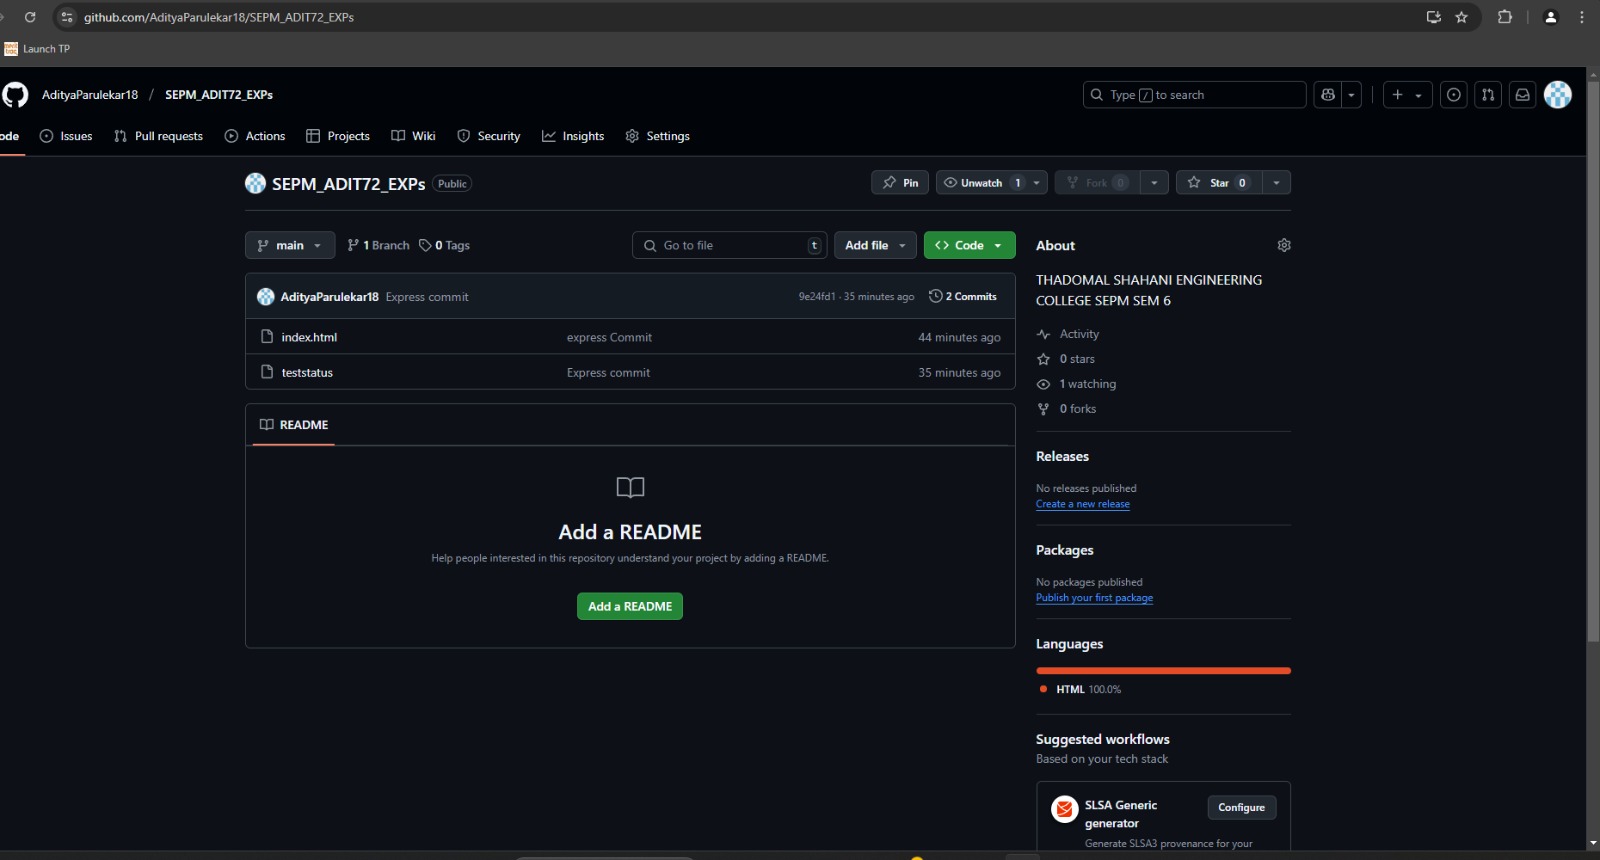 github.com/AdityaParulekar18/SEPM_ADIT72_EXPs
Launch TP
AdityaParulekar18 / SEPM_ADIT72_EXPs
Type / to search
ode Issues Pull requests Actions Projects Wiki Security Insights Settings
SEPM_ADIT72_EXPs Public
Pin Unwatch 1 Fork 0 Star 0
main 1 Branch 0 Tags Go to file t Add file <> Code
AdityaParulekar18 Express commit 9e24fd1 · 35 minutes ago 2 Commits
index.html express Commit 44 minutes ago
teststatus Express commit 35 minutes ago
README
Add a README
Help people interested in this repository understand your project by adding a README.
Add a README
About
THADOMAL SHAHANI ENGINEERING
COLLEGE SEPM SEM 6
Activity
0 stars
1 watching
0 forks
Releases
No releases published
Create a new release
Packages
No packages published
Publish your first package
Languages
HTML 100.0%
Suggested workflows
Based on your tech stack
SLSA Generic
generator
Configure
Generate SLSA3 provenance for your